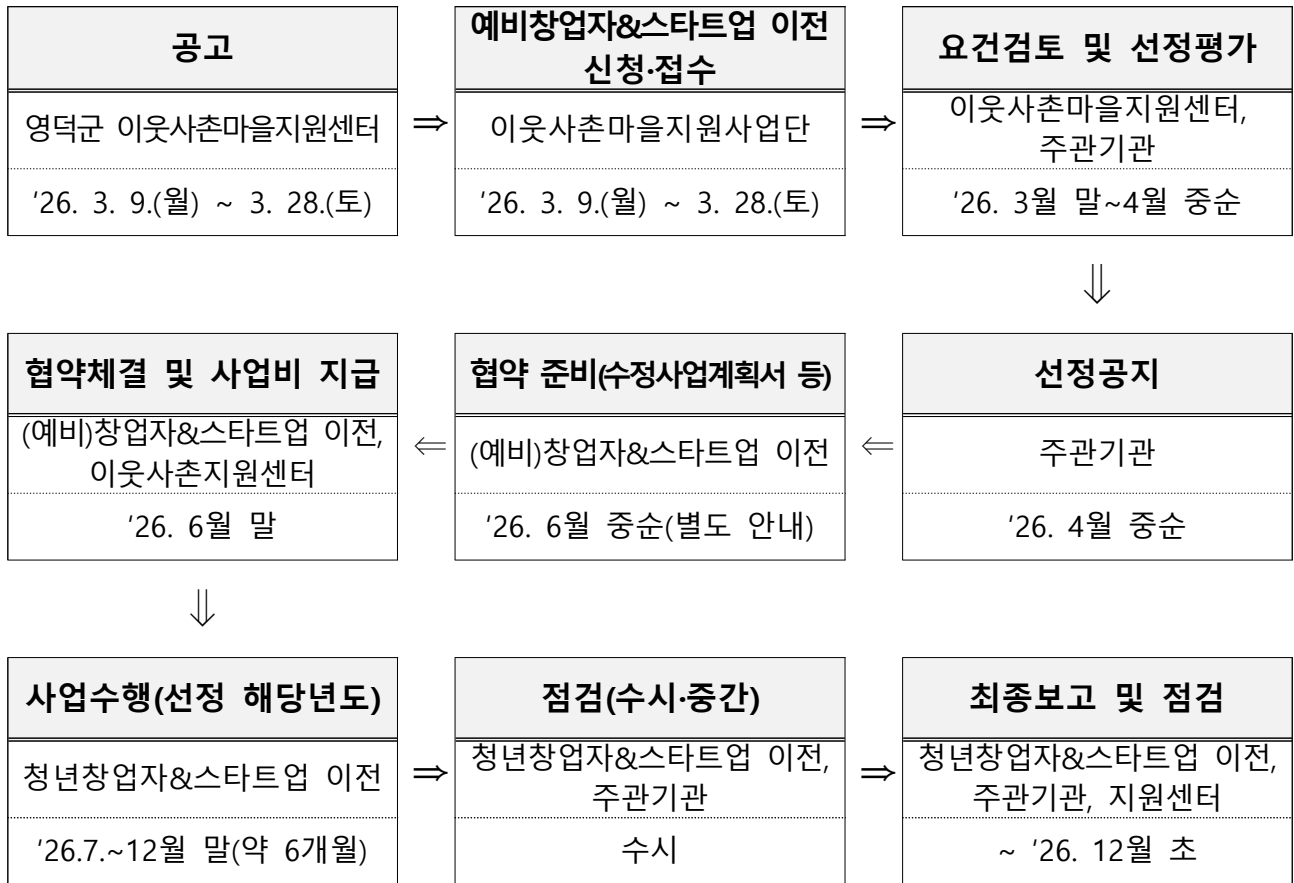 공고
영덕군 이웃사촌마을지원센터
'26. 3. 9.(월) ~ 3. 28.(토)
⇒
예비창업자&스타트업 이전
신청·접수
이웃사촌마을지원사업단
'26. 3. 9.(월) ~ 3. 28.(토)
⇒
요건검토 및 선정평가
이웃사촌마을지원센터,
주관기관
'26. 3월 말~4월 중순
⇓
협약체결 및 사업비 지급
(예비)창업자&스타트업 이전,
이웃사촌지원센터
'26. 6월 말
⇐
협약 준비(수정사업계획서 등)
(예비)창업자&스타트업 이전
'26. 6월 중순(별도 안내)
⇐
선정공지
주관기관
'26. 4월 중순
⇓
사업수행(선정 해당년도)
청년창업자&스타트업 이전
'26.7.~12월 말(약 6개월)
⇒
점검(수시·중간)
청년창업자&스타트업 이전,
주관기관
수시
⇒
최종보고 및 점검
청년창업자&스타트업 이전,
주관기관, 지원센터
~ '26. 12월 초